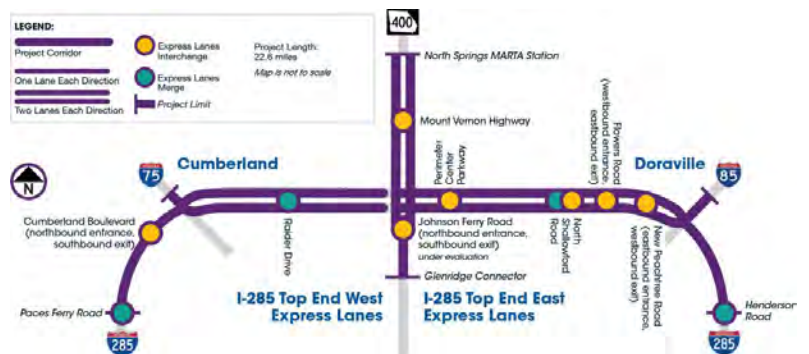 LEGEND:
Project Corridor
One Lane Each Direction
Two Lanes Each Direction
Express Lanes
Interchange
Express Lanes
Merge
Project Limit
Project Length:
22.6 miles
Map is not to scale
400
North Springs MARTA Station
Mount Vernon Highway
Perimeter
Center
Parkway
Flowers Road
(westbound entrance,
eastbound exit)
Cumberland
Doraville
75
85
N
Cumberland Boulevard
(northbound entrance,
southbound exit)
Raider Drive
Johnson Ferry Road
(northbound entrance,
southbound exit)
under evaluation
North
Shallowford
Road
New Peachtree Road
(eastbound entrance,
westbound exit)
Glenridge Connector
I-285 Top End West
Express Lanes
I-285 Top End East
Express Lanes
Paces Ferry Road
Henderson
Road
285
285